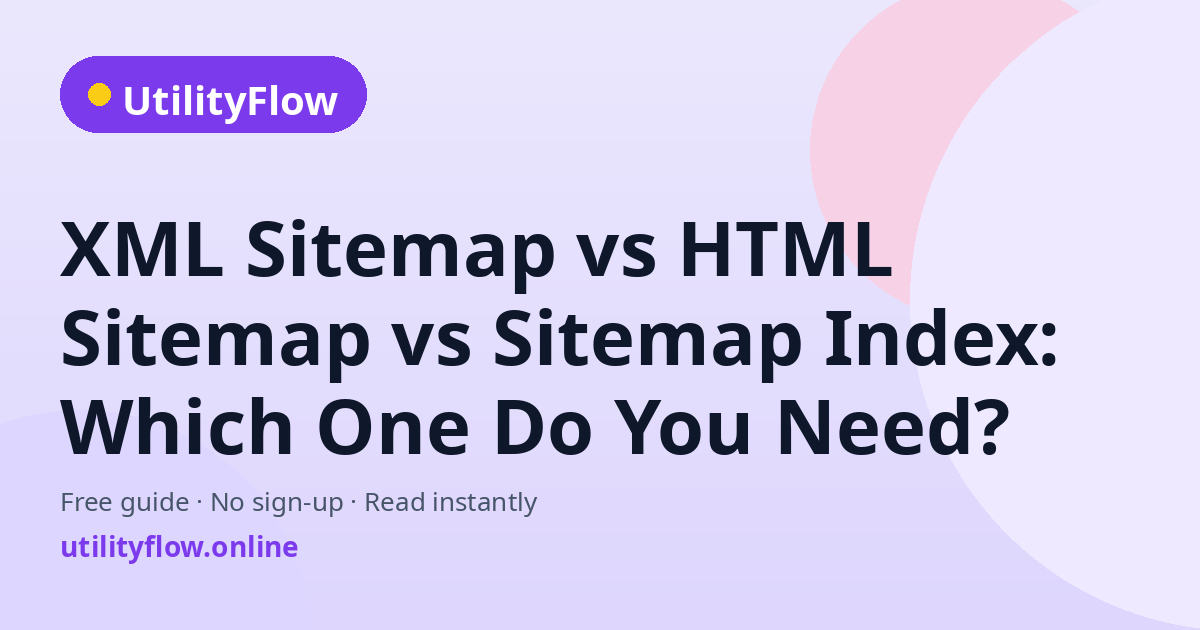 UtilityFlow
XML Sitemap vs HTML
Sitemap vs Sitemap Index:
Which One Do You Need?
Free guide · No sign-up · Read instantly
utilityflow.online